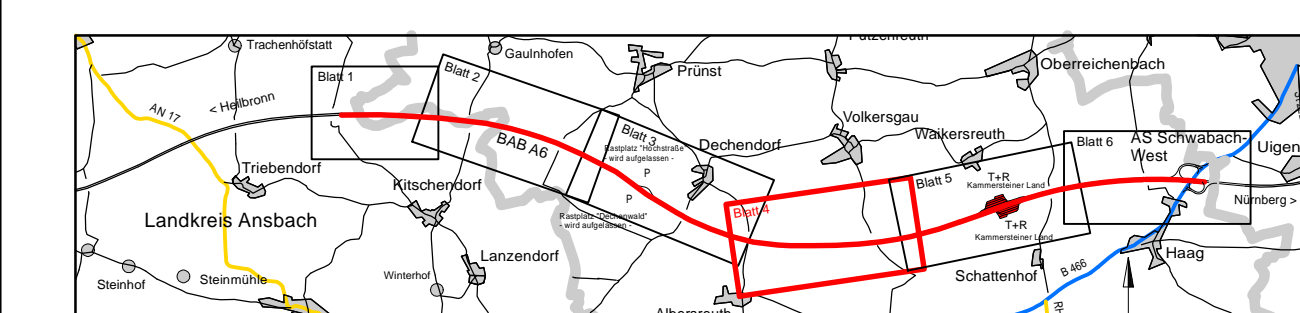 Trachenhöfstatt
Gaulnhofen
Prünst
Oberreichenbach
Blatt 1
Blatt 2
< Heilbronn
AN 17
BAB A6
Blatt 3
Rastplatz "Hochstraße"
- wird aufgelassen -
P
P
Rastplatz "Dechenwald"
- wird aufgelassen -
Dechendorf
Volkersgau
Waikersreuth
Blatt 6
AS Schwabach-
West
Uigen
Triebendorf
Kitschendorf
Blatt 4
Blatt 5
T+R
Kammersteiner Land
T+R
Kammersteiner Land
Nürnberg >
Landkreis Ansbach
Lanzendorf
Steinhof
Steinmühle
Winterhof
Schattenhof
B 466
Haag